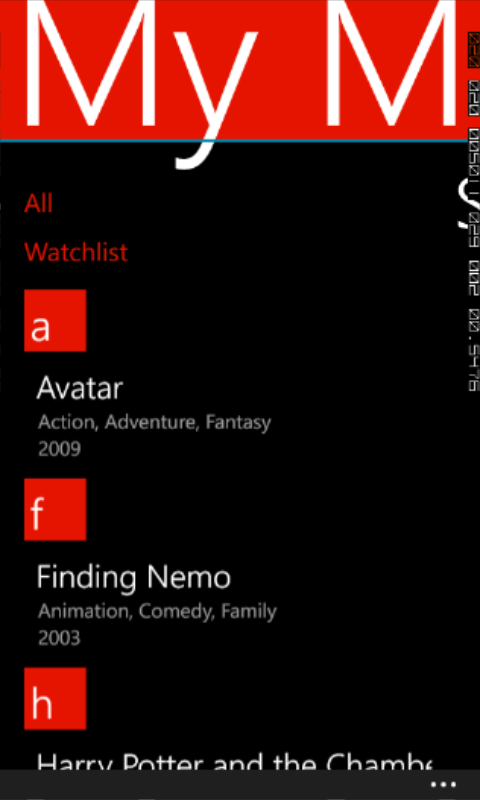 My M
All
Watchlist
a
Avatar
Action, Adventure, Fantasy
2009
f
Finding Nemo
Animation, Comedy, Family
2003
h
Harry Potter and the Chambe